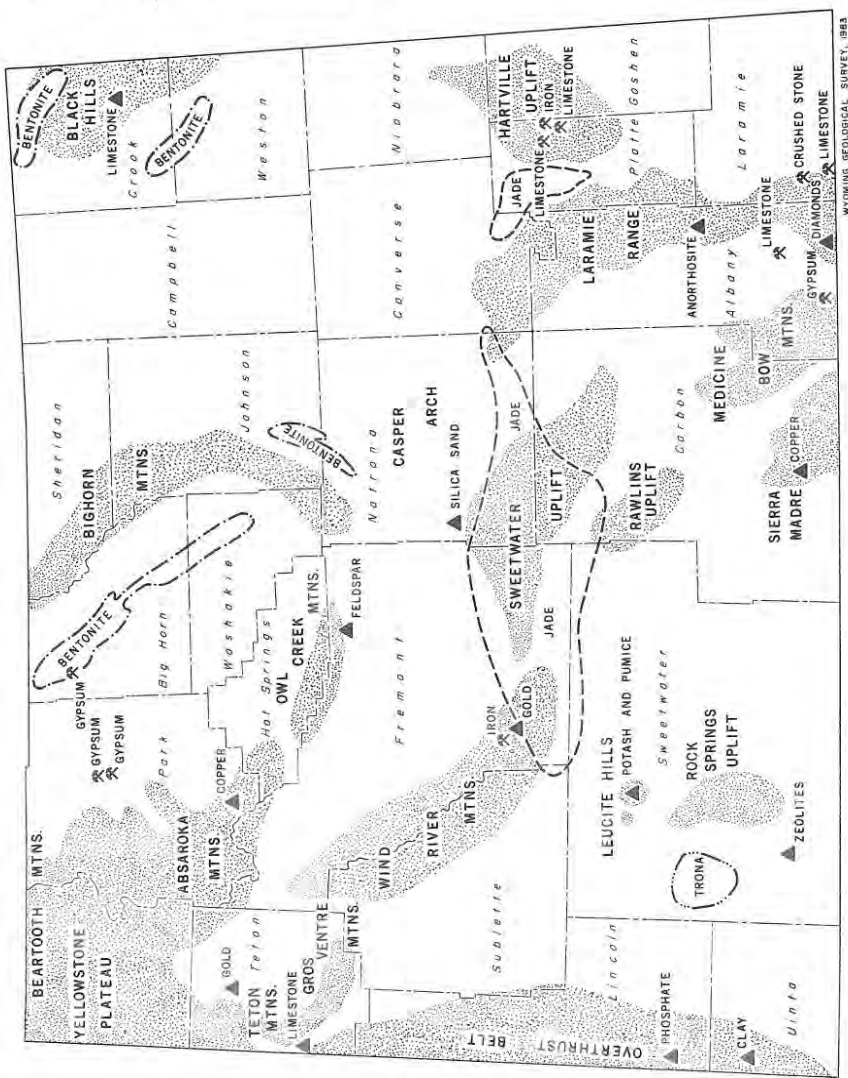 BEARTOOTH MTNS.
YELLOWSTONE
PLATEAU
GYPSUM
GYPSUM
GYPSUM
BENTONITE
BIGHORN
MTNS.
Sheridan
Campbell
Crook
BENTONITE
BLACK
HILLS
LIMESTONE
BENTONITE
Weston
Park
Big Horn
Washakie
Johnson
ABSAROKA
MTNS
COPPER
Hot Springs
OWL
CREEK MTNS.
FELDSPAR
BENTONITE
TETON
MTNS.
Teton
GOLD
LIMESTONE
GROS
VENTRE
MTNS.
Fremont
Natrona
CASPER
ARCH
SILICA SAND
Converse
Niobrara
WIND
RIVER
MTNS
IRON
GOLD
SWEETWATER
UPLIFT
JADE
JADE
JADE
HARTVILLE
UPLIFT
IRON
LIMESTONE
LIMESTONE
Sublette
OVERTHRUST
BELT
Lincoln
LEUCITE HILLS
POTASH AND PUMICE
Sweetwater
RAWLINS
UPLIFT
Carbon
LARAMIE
RANGE
Platte
Goshen
ROCK
SPRINGS
UPLIFT
TRONA
ZEOLITES
PHOSPHATE
CLAY
Uinta
MEDICINE
BOW
MTNS.
SIERRA
MADRE
COPPER
ANORTHOSITE
Albany
LIMESTONE
GYPSUM
DIAMONDS
Laramie
CRUSHED STONE
LIMESTONE
WYOMING GEOLOGICAL SURVEY, 1983